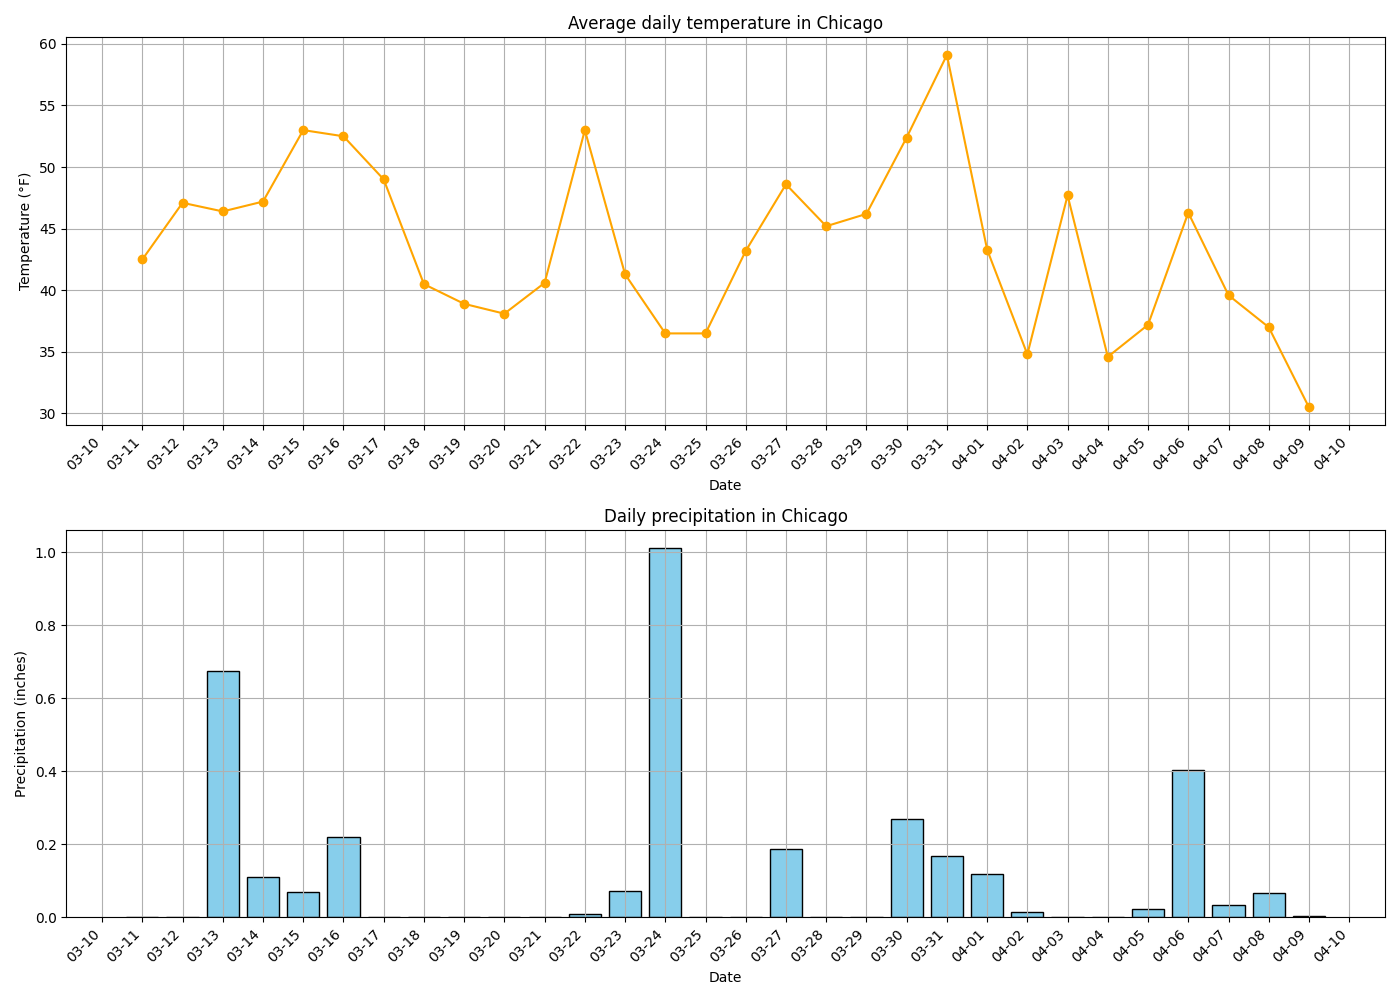 Average daily temperature in Chicago
60
55
50
45
40
35
30
Temperature (°F)
03-10 03-11 03-12 03-13 03-14 03-15 03-16 03-17 03-18 03-19 03-20 03-21 03-22 03-23 03-24 03-25 03-26 03-27 03-28 03-29 03-30 03-31 04-01 04-02 04-03 04-04 04-05 04-06 04-07 04-08 04-09 04-10
Date
Daily precipitation in Chicago
1.0
0.8
0.6
0.4
0.2
0.0
Precipitation (inches)
03-10 03-11 03-12 03-13 03-14 03-15 03-16 03-17 03-18 03-19 03-20 03-21 03-22 03-23 03-24 03-25 03-26 03-27 03-28 03-29 03-30 03-31 04-01 04-02 04-03 04-04 04-05 04-06 04-07 04-08 04-09 04-10
Date